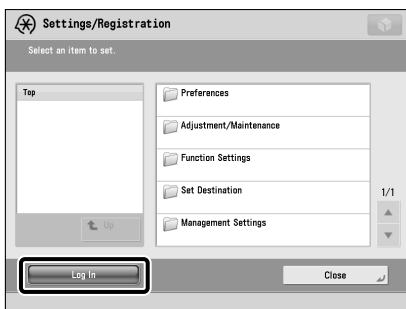 Settings/Registration
Select an item to set.
Top
Preferences
Adjustment/Maintenance
Function Settings
Set Destination
Management Settings
1/1
Up
Log In
Close